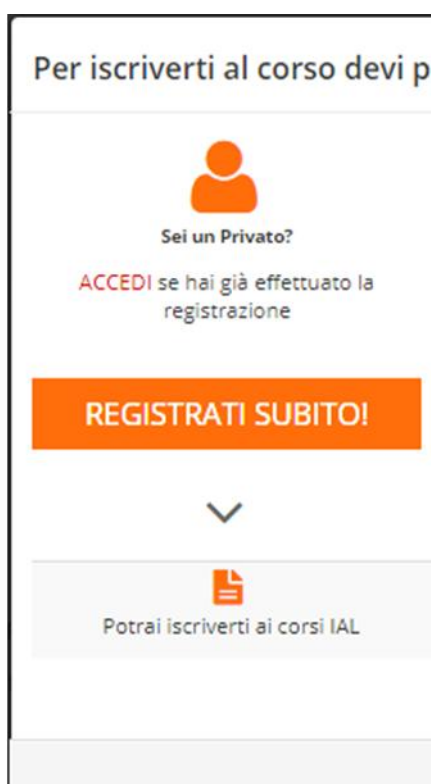 Per iscriverti al corso devi p
Sei un Privato?
ACCEDI se hai già effettuato la
registrazione
REGISTRATI SUBITO!
Potrai iscriverti ai corsi IAL